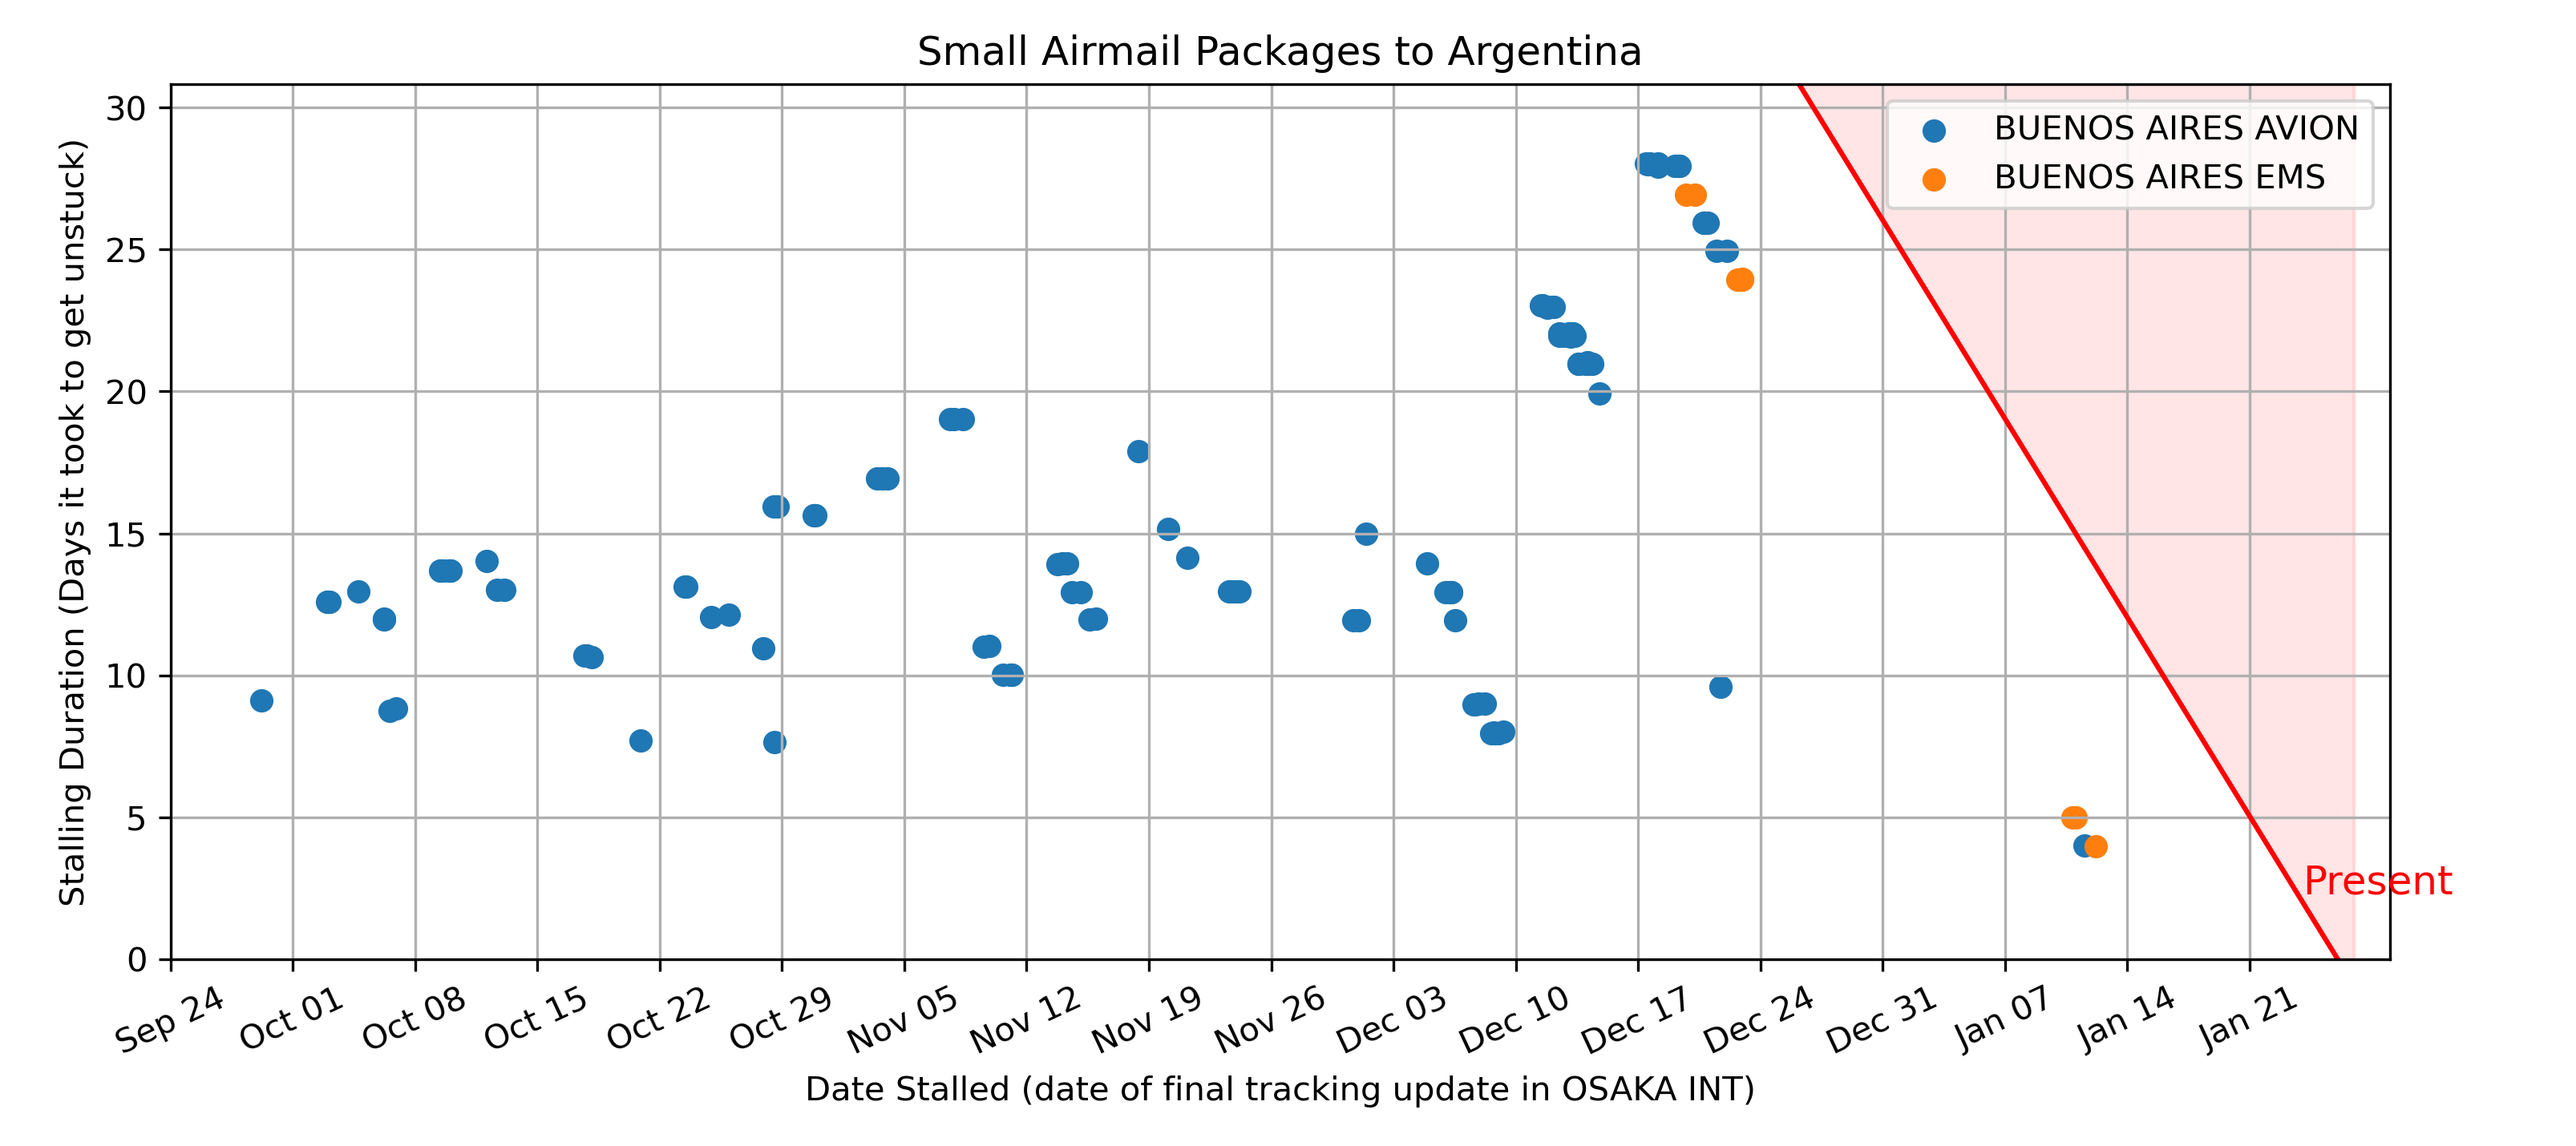 Small Airmail Packages to Argentina
Stalling Duration (Days it took to get unstuck)
30
25
20
15
10
5
0
BUENOS AIRES AVION
BUENOS AIRES EMS
Present
Sep 24
Oct 01
Oct 08
Oct 15
Oct 22
Oct 29
Nov 05
Nov 12
Nov 19
Nov 26
Dec 03
Dec 10
Dec 17
Dec 24
Dec 31
Jan 07
Jan 14
Jan 21
Date Stalled (date of final tracking update in OSAKA INT)